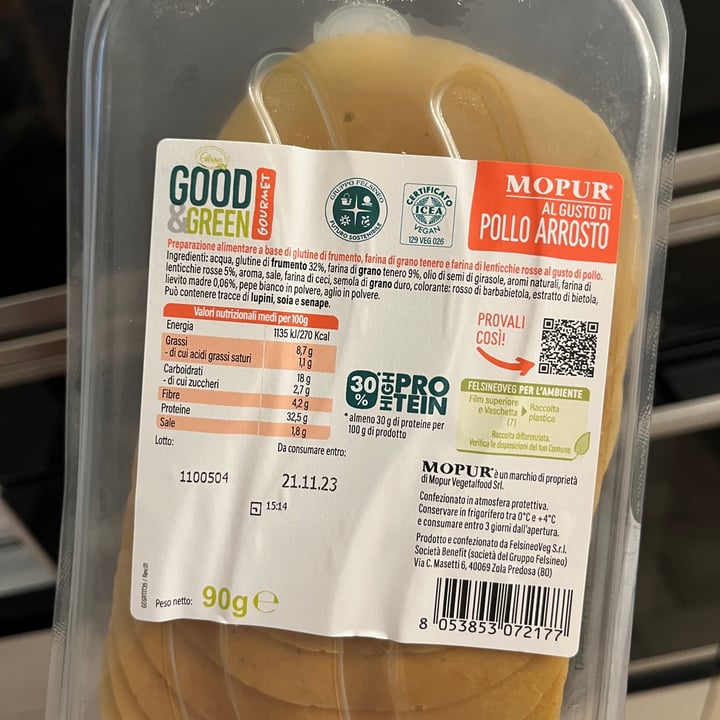 Felsineo
GOOD
&GREEN
GOURMET
GRUPPO FELSINEO
FUTURO SOSTENIBILE
CERTIFICATO
ICEA
VEGAN
129 VEG 026
MOPUR®
AL GUSTO DI
POLLO ARROSTO
Preparazione alimentare a base di glutine di frumento, farina di grano tenero e farina di lenticchie rosse al gusto di pollo.
Ingredienti: acqua, glutine di frumento 32%, farina di grano tenero 9%, olio di semi di girasole, aromi naturali, farina di
lenticchie rosse 5%, aroma, sale, farina di ceci, semola di grano duro, colorante: rosso di barbabietola, estratto di bietola,
lievito madre 0,06%, pepe bianco in polvere, aglio in polvere.
Può contenere tracce di lupini, soia e senape.
Valori nutrizionali medi per 100g
Energia 1135 kJ/270 Kcal
Grassi 8,7 g
- di cui acidi grassi saturi 1,1 g
Carboidrati 18 g
- di cui zuccheri 2,7 g
Fibre 4,2 g
Proteine 32,5 g
Sale 1,8 g
30% HIGH PROTEIN
* almeno 30 g di proteine per
100 g di prodotto
PROVALI
COSÌ!
FELSINEOVEG PER L'AMBIENTE
Film superiore
e Vaschetta
(7)
Raccolta
plastica
Raccolta differenziata.
Verifica le disposizioni del tuo Comune
Lotto:
Da consumare entro:
1100504
21.11.23
15:14
MOPUR® è un marchio di proprietà
di Mopur Vegetalfood Srl.
Confezionato in atmosfera protettiva.
Conservare in frigorifero tra 0°C e +4°C
e consumare entro 3 giorni dall'apertura.
Prodotto e confezionato da FelsineoVeg S.r.l.
Società Benefit (società del Gruppo Felsineo)
Via C. Masetti 6, 40069 Zola Predosa (BO)
Peso netto: 90g e
8 053853 072177